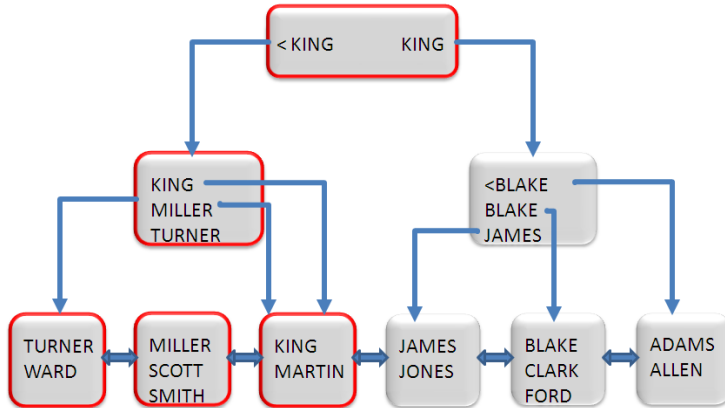 < KING KING
KING
MILLER
TURNER
<BLAKE
BLAKE
JAMES
TURNER
WARD
MILLER
SCOTT
SMITH
KING
MARTIN
JAMES
JONES
BLAKE
CLARK
FORD
ADAMS
ALLEN